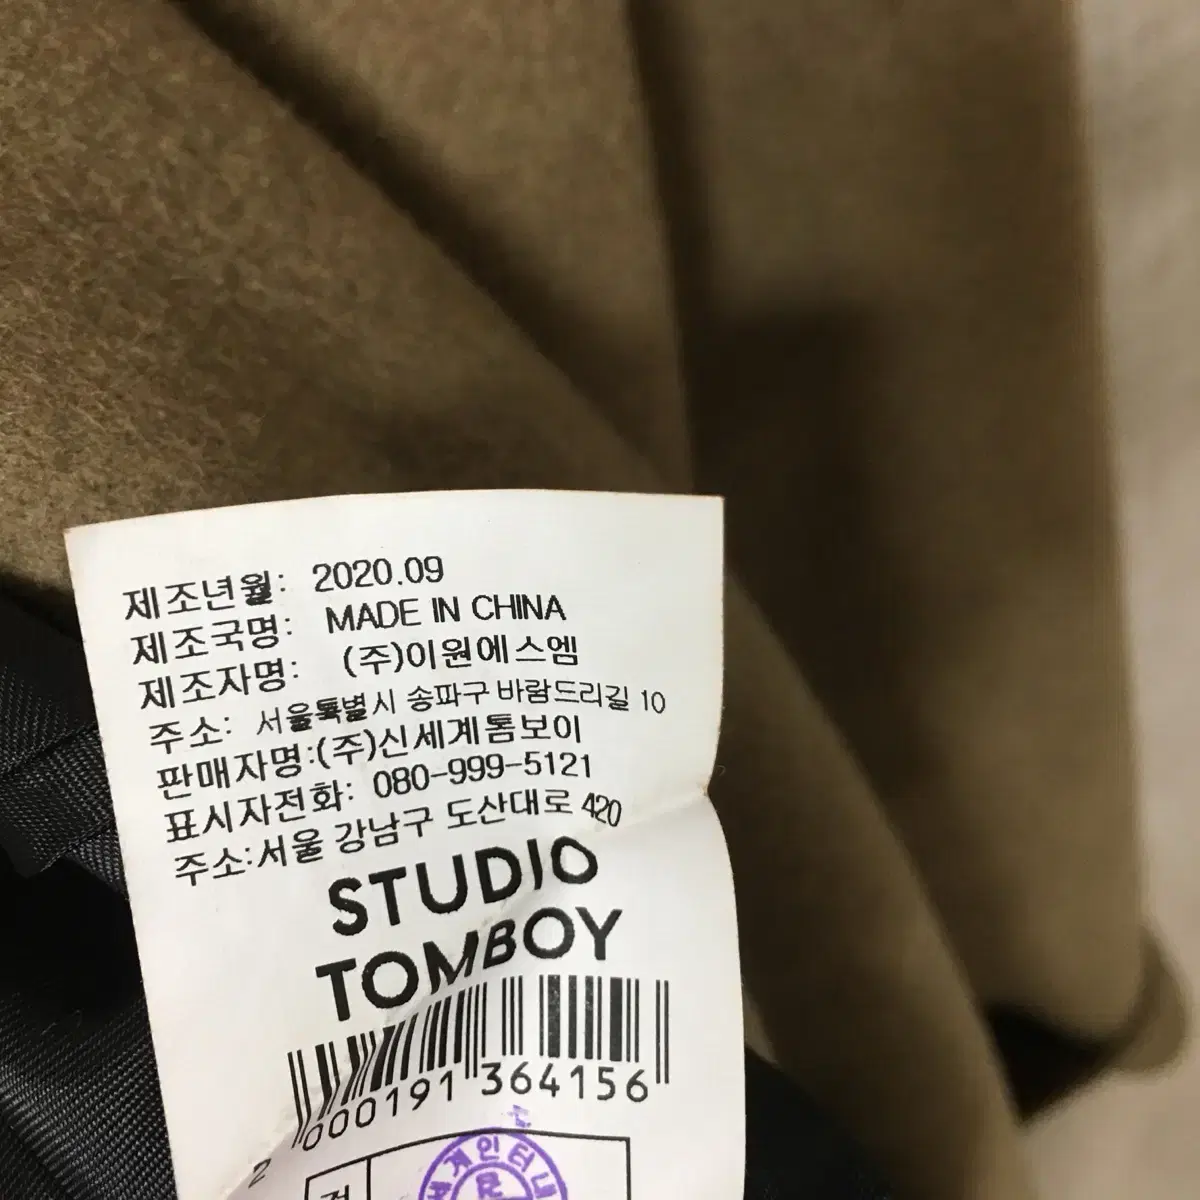 제조년월: 2020.09
제조국명: MADE IN CHINA
제조자명: (주)이원에스엠
주소: 서울특별시 송파구 바람드리길 10
판매자명:(주)신세계톰보이
표시자전화: 080-999-5121
주소:서울 강남구 도산대로 420
STUDIO
TOMBOY
2 000191 364156